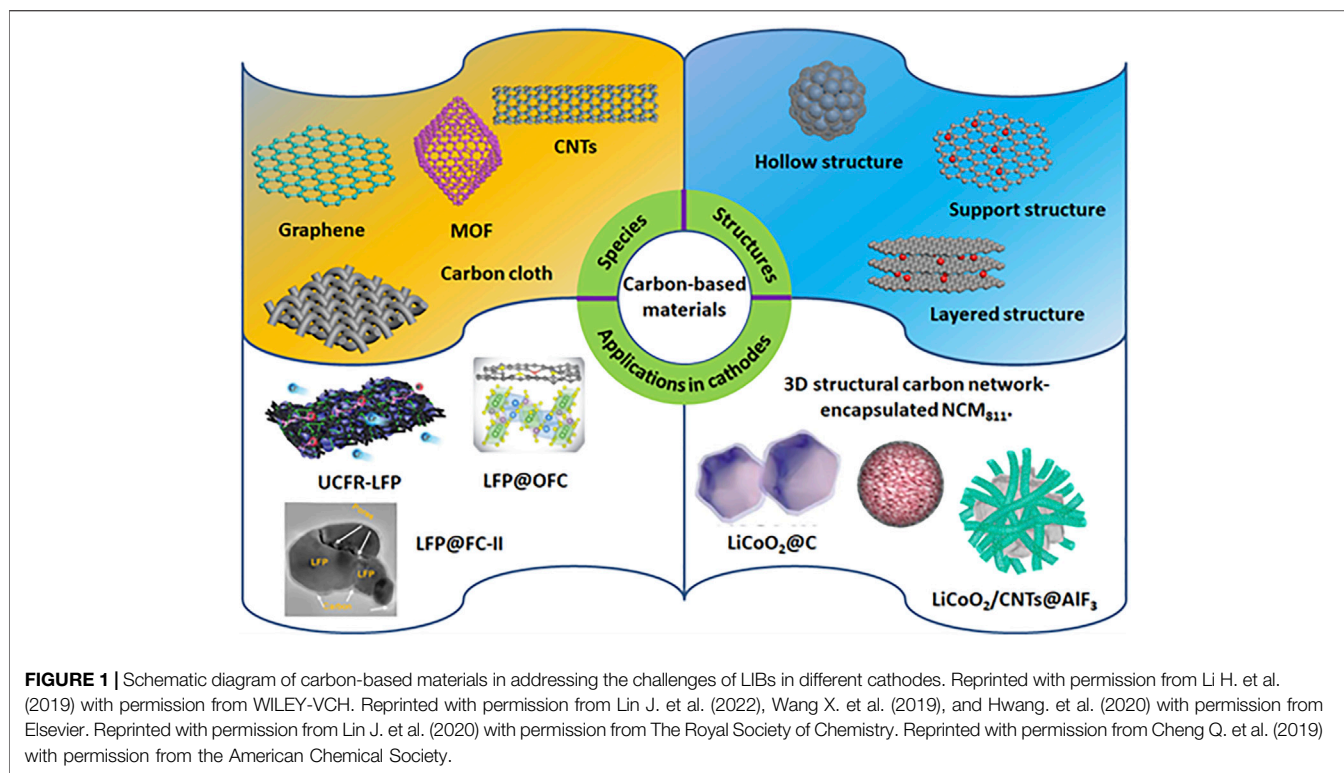 CNTs
Graphene
MOF
Carbon cloth
Hollow structure
Support structure
Layered structure
Species
Structures
Carbon-based
materials
Applications in cathodes
UCFR-LFP
LFP@OFC
Pores
LFP
LFP
Carbon
LFP@FC-II
3D structural carbon network-
encapsulated NCM₈₁₁.
LiCoO₂@C
LiCoO₂/CNTs@AlF₃
FIGURE 1 | Schematic diagram of carbon-based materials in addressing the challenges of LIBs in different cathodes. Reprinted with permission from Li H. et al.
(2019) with permission from WILEY-VCH. Reprinted with permission from Lin J. et al. (2022), Wang X. et al. (2019), and Hwang. et al. (2020) with permission from
Elsevier. Reprinted with permission from Lin J. et al. (2020) with permission from The Royal Society of Chemistry. Reprinted with permission from Cheng Q. et al. (2019)
with permission from the American Chemical Society.